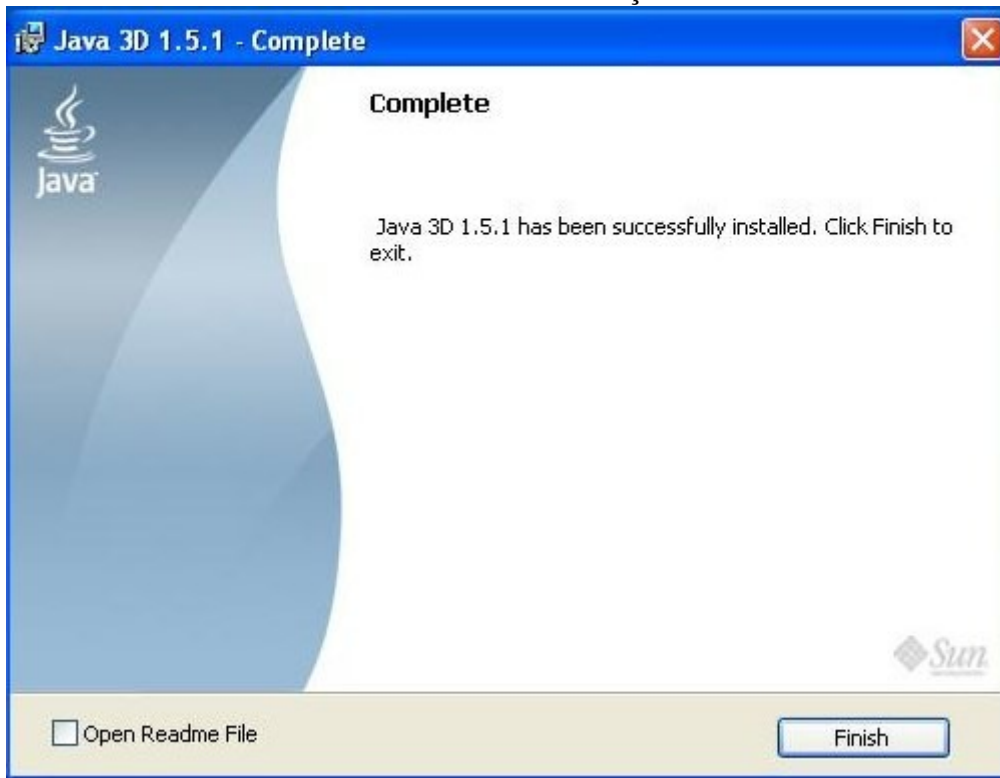 Java 3D 1.5.1 - Complete
Java
Complete
Java 3D 1.5.1 has been successfully installed. Click Finish to
exit.
Sun
Open Readme File
Finish